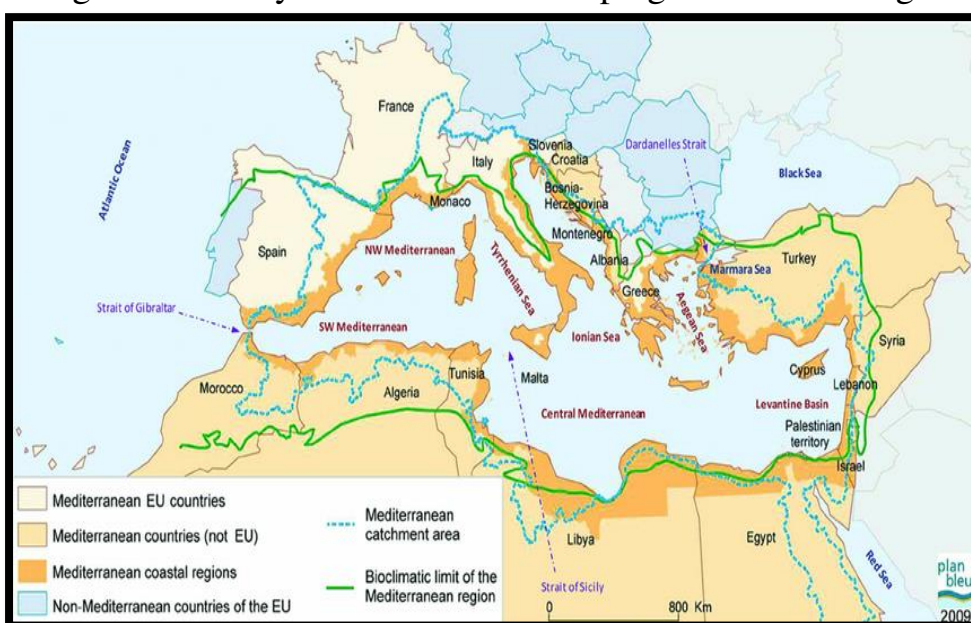 France
Slovenia
Croatia
Dardanelles Strait
Italy
Black Sea
Atlantic Ocean
Bosnia-
Herzegovina
Monaco
Montenegro
Spain
NW Mediterranean
Tyrrhenian Sea
Albania
Marmara Sea
Turkey
Greece
Aegean Sea
Strait of Gibraltar
SW Mediterranean
Ionian Sea
Syria
Cyprus
Tunisia
Malta
Lebanon
Morocco
Algeria
Central Mediterranean
Levantine Basin
Palestinian
territory
Israel
Mediterranean EU countries
Mediterranean countries (not EU)
Mediterranean coastal regions
Non-Mediterranean countries of the EU
Mediterranean
catchment area
Bioclimatic limit of the
Mediterranean region
Libya
Egypt
Red Sea
Strait of Sicily
0 800 Km
plan
bleu
2009